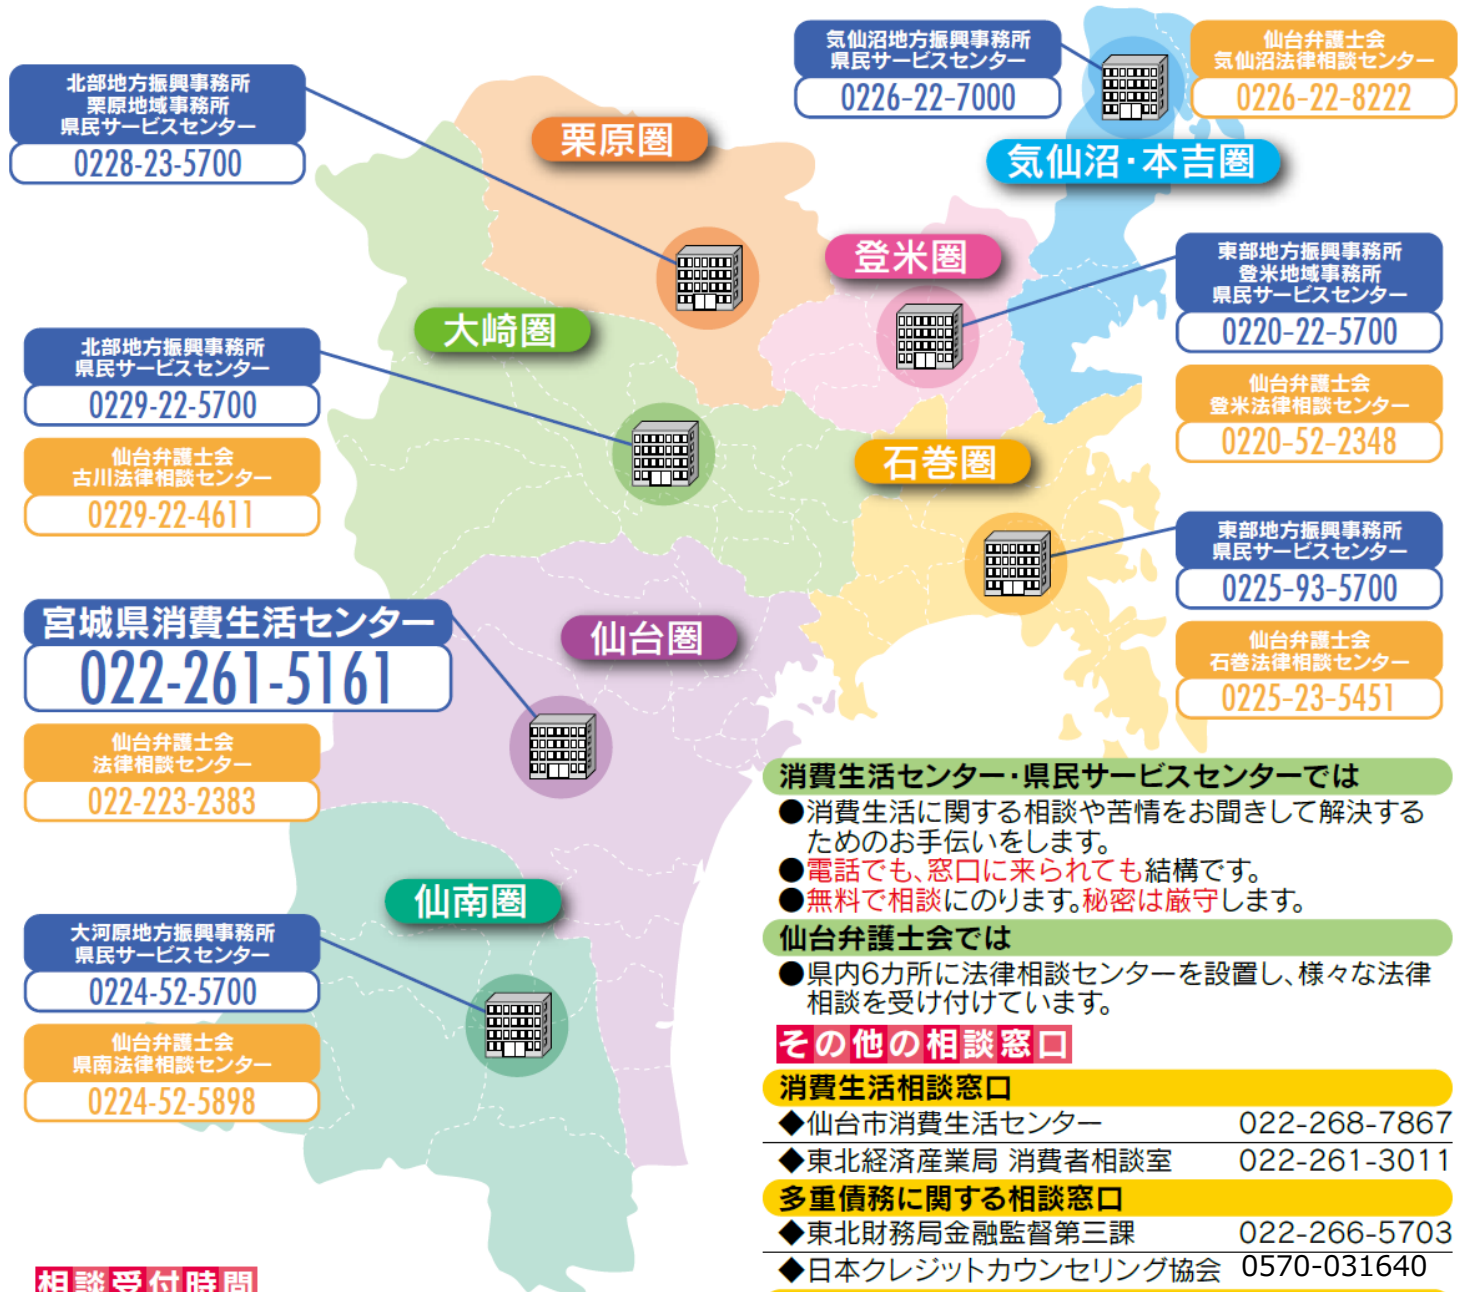 気仙沼地方振興事務所
県民サービスセンター
0226-22-7000
仙台弁護士会
気仙沼法律相談センター
0226-22-8222
気仙沼・本吉圏
北部地方振興事務所
栗原地域事務所
県民サービスセンター
0228-23-5700
栗原圏
登米圏
東部地方振興事務所
登米地域事務所
県民サービスセンター
0220-22-5700
仙台弁護士会
登米法律相談センター
0220-52-2348
大崎圏
北部地方振興事務所
県民サービスセンター
0229-22-5700
仙台弁護士会
古川法律相談センター
0229-22-4611
石巻圏
東部地方振興事務所
県民サービスセンター
0225-93-5700
仙台弁護士会
石巻法律相談センター
0225-23-5451
宮城県消費生活センター
022-261-5161
仙台弁護士会
法律相談センター
022-223-2383
仙台圏
仙南圏
大河原地方振興事務所
県民サービスセンター
0224-52-5700
仙台弁護士会
県南法律相談センター
0224-52-5898
消費生活センター・県民サービスセンターでは
●消費生活に関する相談や苦情をお聞きして解決する
ためのお手伝いをします。
●電話でも、窓口に来られても結構です。
●無料で相談にのります。秘密は厳守します。
仙台弁護士会では
●県内6カ所に法律相談センターを設置し、様々な法律
相談を受け付けています。
その他の相談窓口
消費生活相談窓口
◆仙台市消費生活センター 022-268-7867
◆東北経済産業局 消費者相談室 022-261-3011
多重債務に関する相談窓口
◆東北財務局金融監督第三課 022-266-5703
◆日本クレジットカウンセリング協会 0570-031640
相談受付時間